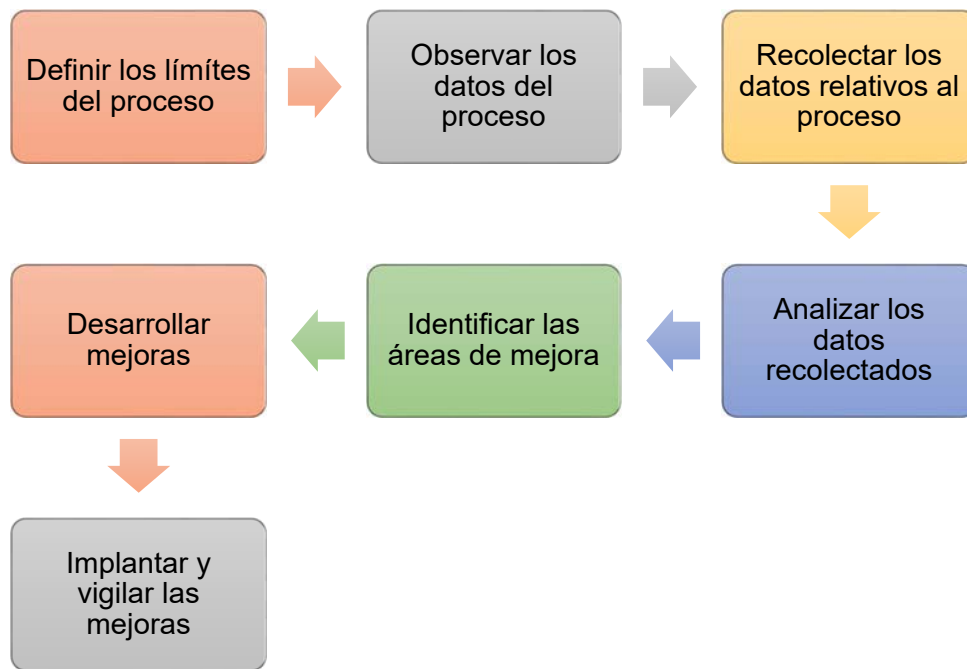 Definir los límites
del proceso
Observar los
datos del
proceso
Recolectar los
datos relativos al
proceso
Analizar los
datos
recolectados
Identificar las
áreas de mejora
Desarrollar
mejoras
Implantar y
vigilar las
mejoras